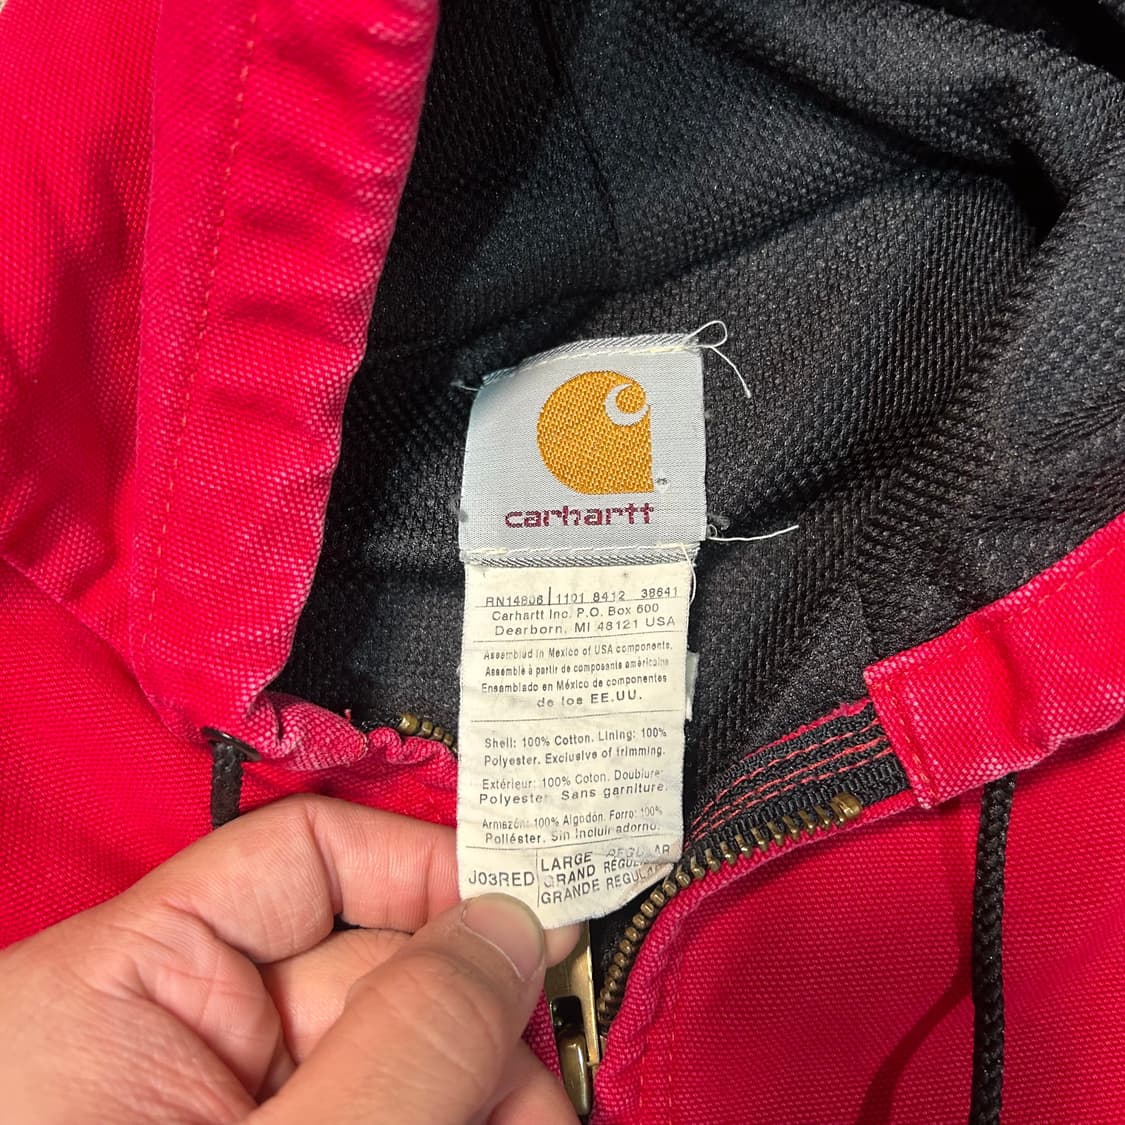 carhartt
RN14806 1101 8412 38641
Carhartt Inc. P.O. Box 600
Dearborn, MI 48121 USA
Assembled in Mexico of USA components.
Assemblé à partir de composants américains
Ensamblado en México de componentes
de los EE.UU.
Shell: 100% Cotton. Lining: 100%
Polyester. Exclusive of trimming.
Extérieur: 100% Coton. Doublure:
Polyester Sans garniture.
Armazón: 100% Algodón. Forro: 100%
Poliéster. Sin incluir adorno.
J03RED
LARGE REGULAR
GRAND REGULAR
GRANDE REGULAR